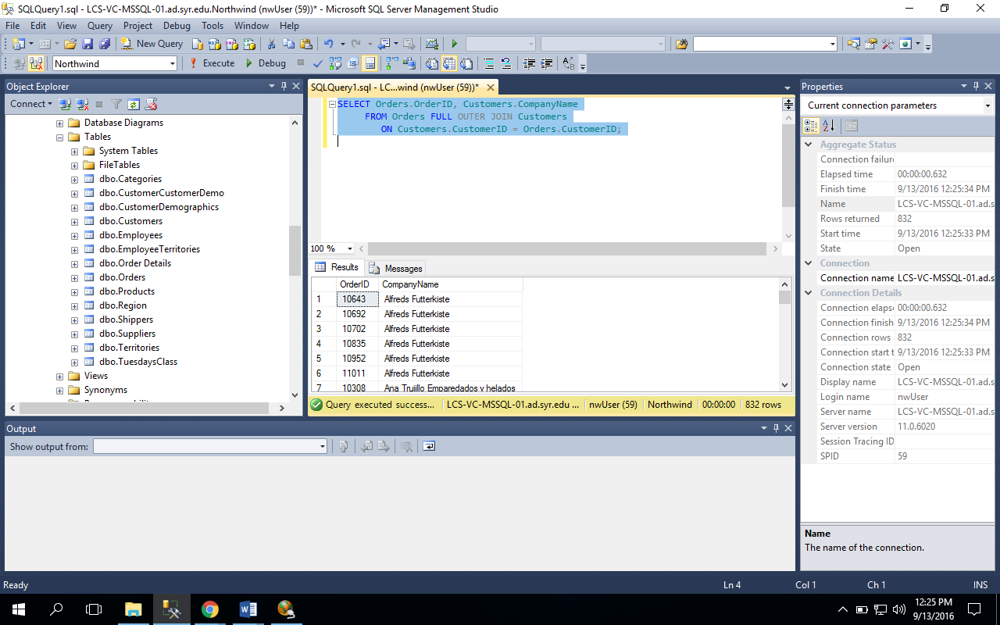 SQLQuery1.sql - LCS-VC-MSSQL-01.ad.syr.edu.Northwind (nwUser (59))* - Microsoft SQL Server Management Studio
File Edit View Query Project Debug Tools Window Help
New Query
Northwind Execute Debug
Object Explorer
Connect
Database Diagrams
Tables
System Tables
FileTables
dbo.Categories
dbo.CustomerCustomerDemo
dbo.CustomerDemographics
dbo.Customers
dbo.Employees
dbo.EmployeeTerritories
dbo.Order Details
dbo.Orders
dbo.Products
dbo.Region
dbo.Shippers
dbo.Suppliers
dbo.Territories
dbo.TuesdaysClass
Views
Synonyms
SQLQuery1.sql - LC...wind (nwUser (59))*
SELECT Orders.OrderID, Customers.CompanyName
FROM Orders FULL OUTER JOIN Customers
ON Customers.CustomerID = Orders.CustomerID;
100 %
Results Messages
OrderID CompanyName
1 10643 Alfreds Futterkiste
2 10692 Alfreds Futterkiste
3 10702 Alfreds Futterkiste
4 10835 Alfreds Futterkiste
5 10952 Alfreds Futterkiste
6 11011 Alfreds Futterkiste
7 10308 Ana Trujillo Emparedados y helados
Query executed success... LCS-VC-MSSQL-01.ad.syr.edu ... nwUser (59) Northwind 00:00:00 832 rows
Properties
Current connection parameters
Aggregate Status
Connection failure
Elapsed time 00:00:00.632
Finish time 9/13/2016 12:25:34 PM
Name LCS-VC-MSSQL-01.ad.s
Rows returned 832
Start time 9/13/2016 12:25:33 PM
State Open
Connection
Connection name LCS-VC-MSSQL-01.ad.s
Connection Details
Connection elaps 00:00:00.632
Connection finish 9/13/2016 12:25:34 PM
Connection rows 832
Connection start t 9/13/2016 12:25:33 PM
Connection state Open
Display name LCS-VC-MSSQL-01.ad.s
Login name nwUser
Server name LCS-VC-MSSQL-01.ad.s
Server version 11.0.6020
Session Tracing ID
SPID 59
Name
The name of the connection.
Output
Show output from:
Ready Ln 4 Col 1 Ch 1 INS
12:25 PM
9/13/2016